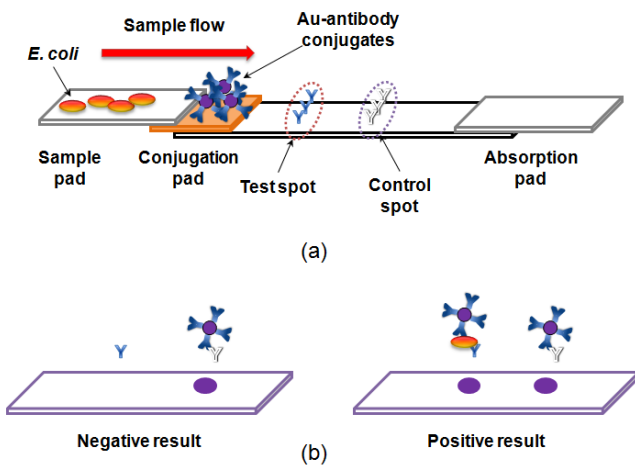 Sample flow
Au-antibody
conjugates
E. coli
Sample
pad
Conjugation
pad
Test spot
Control
spot
Absorption
pad
(a)
Negative result
Positive result
(b)